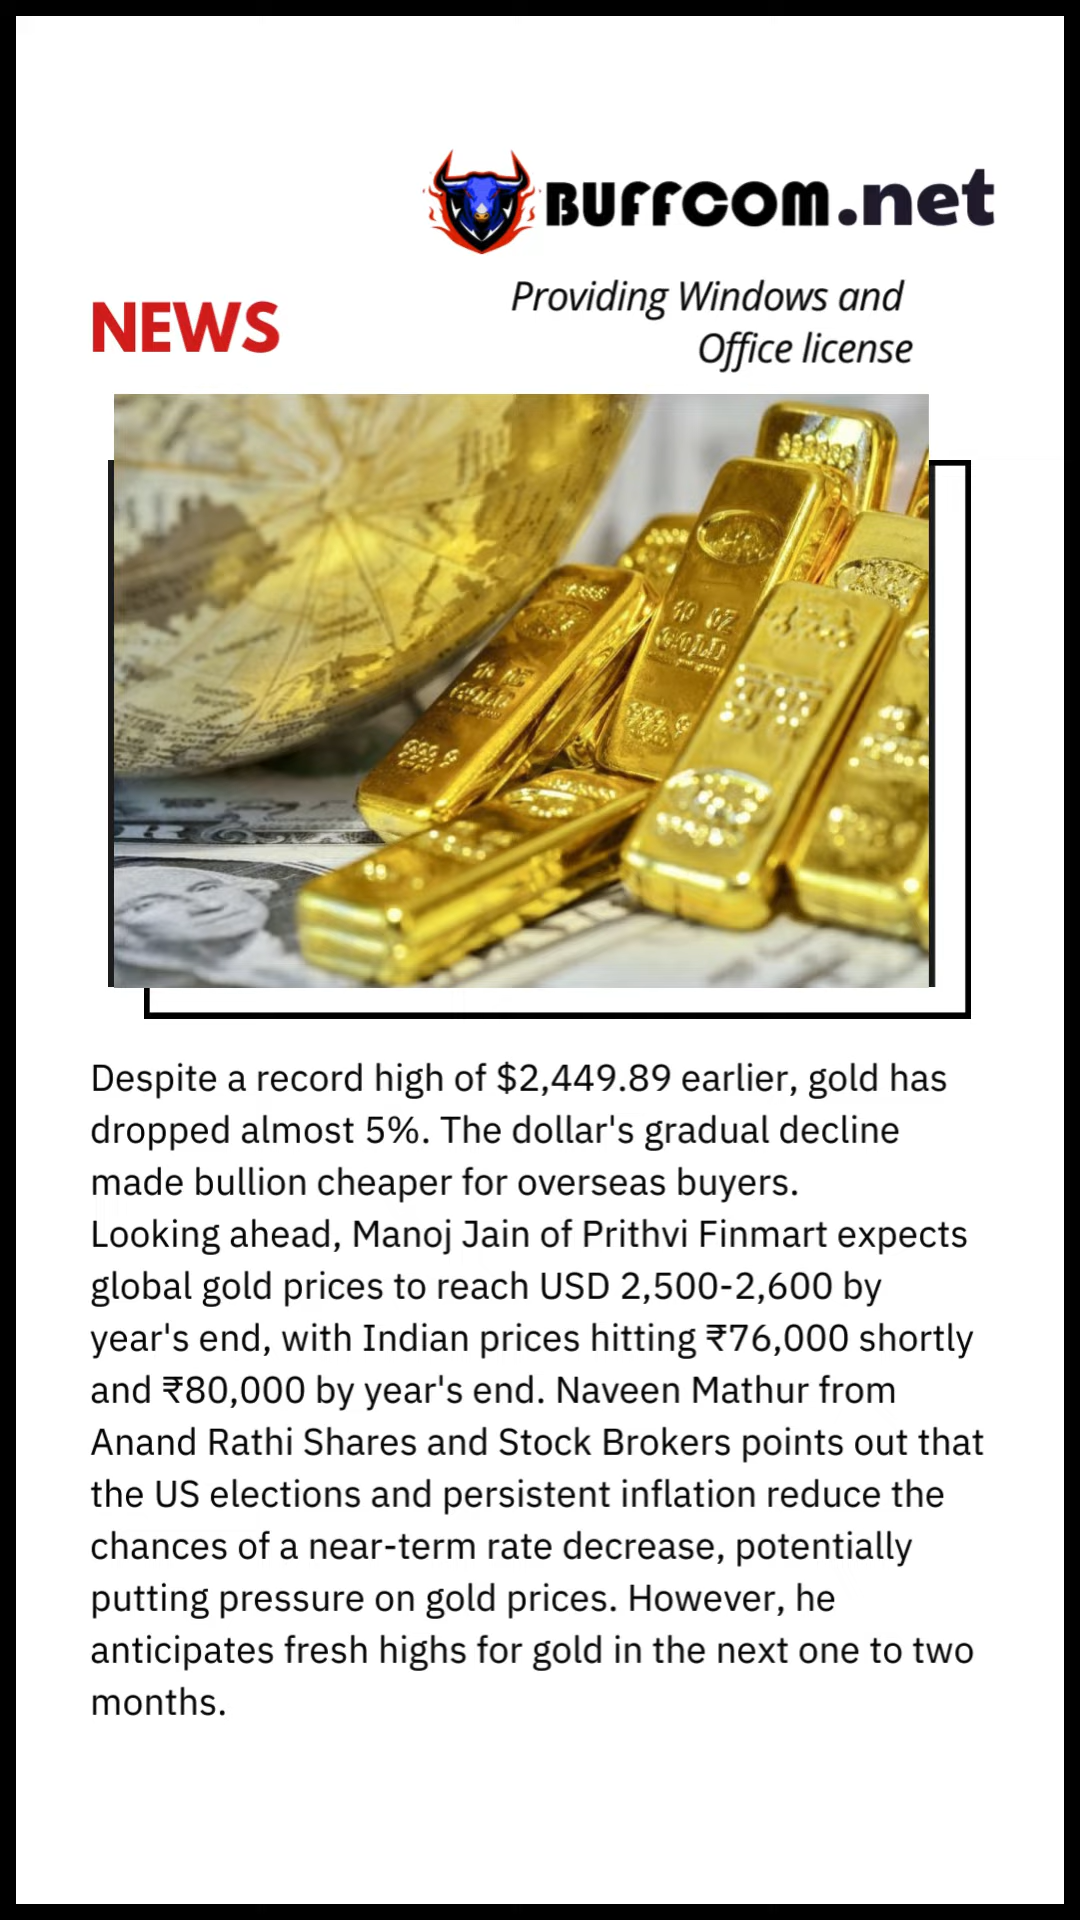 BUFFCOM.net
Providing Windows and
Office license
NEWS
10 OZ
GOLD
999.9
Despite a record high of $2,449.89 earlier, gold has
dropped almost 5%. The dollar's gradual decline
made bullion cheaper for overseas buyers.
Looking ahead, Manoj Jain of Prithvi Finmart expects
global gold prices to reach USD 2,500-2,600 by
year's end, with Indian prices hitting ₹76,000 shortly
and ₹80,000 by year's end. Naveen Mathur from
Anand Rathi Shares and Stock Brokers points out that
the US elections and persistent inflation reduce the
chances of a near-term rate decrease, potentially
putting pressure on gold prices. However, he
anticipates fresh highs for gold in the next one to two
months.